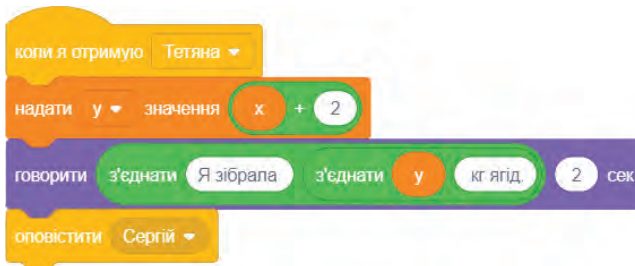 коли я отримую Тетяна
надати y значення x + 2
говорити з'єднати Я зібрала з'єднати y кг ягід 2 сек
оповістити Сергій